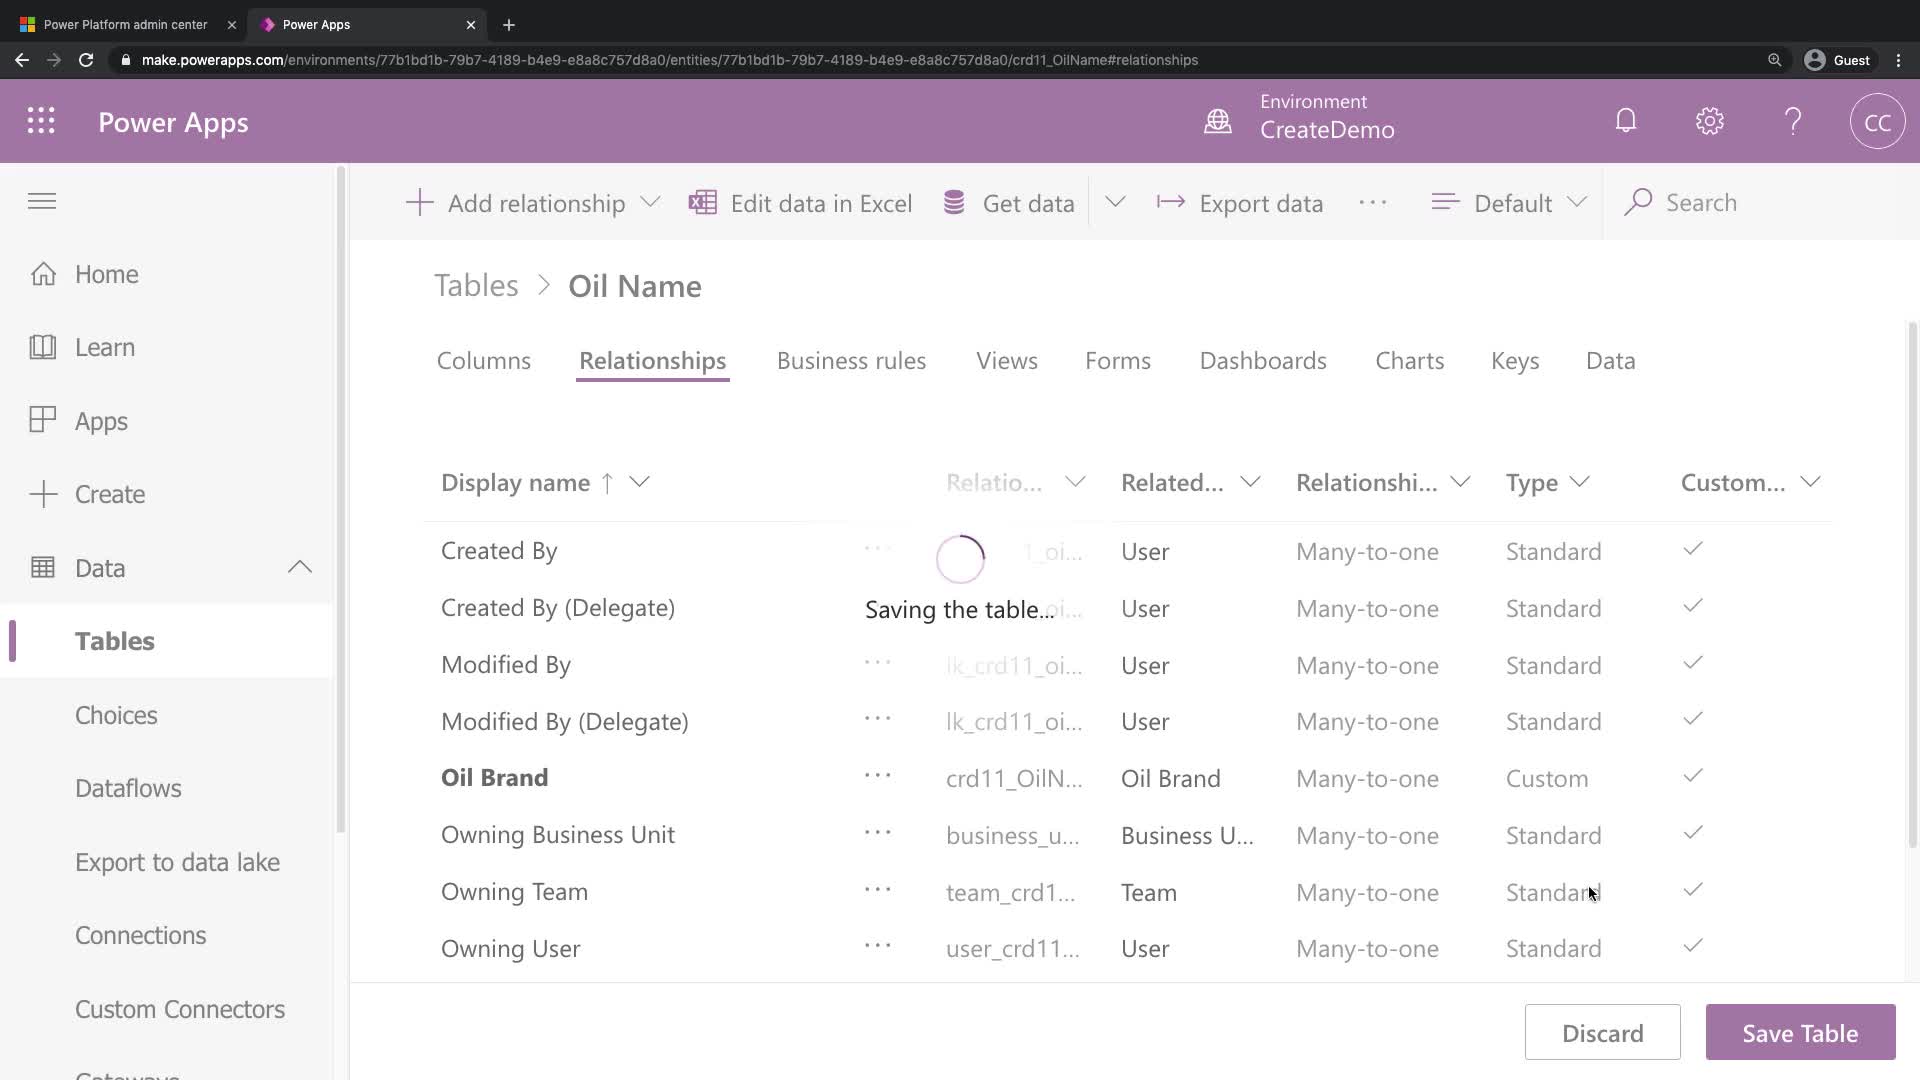 Power Platform admin center
Power Apps
make.powerapps.com/environments/77b1bd1b-79b7-4189-b4e9-e8a8c757d8a0/entities/77b1bd1b-79b7-4189-b4e9-e8a8c757d8a0/crd11_OilName#relationships
Guest
Power Apps
Environment
CreateDemo
CC
Add relationship
Edit data in Excel
Get data
Export data
Default
Search
Home
Learn
Apps
Create
Data
Tables
Choices
Dataflows
Export to data lake
Connections
Custom Connectors
Gateways
Tables > Oil Name
Columns Relationships Business rules Views Forms Dashboards Charts Keys Data
Display name ↑ Relatio... Related... Relationshi... Type Custom...
Created By ... 1_oi... User Many-to-one Standard
Saving the table...
Created By (Delegate) oi... User Many-to-one Standard
Modified By ... lk_crd11_oi... User Many-to-one Standard
Modified By (Delegate) ... lk_crd11_oi... User Many-to-one Standard
Oil Brand ... crd11_OilN... Oil Brand Many-to-one Custom
Owning Business Unit ... business_u... Business U... Many-to-one Standard
Owning Team ... team_crd1... Team Many-to-one Standard
Owning User ... user_crd11... User Many-to-one Standard
Discard
Save Table